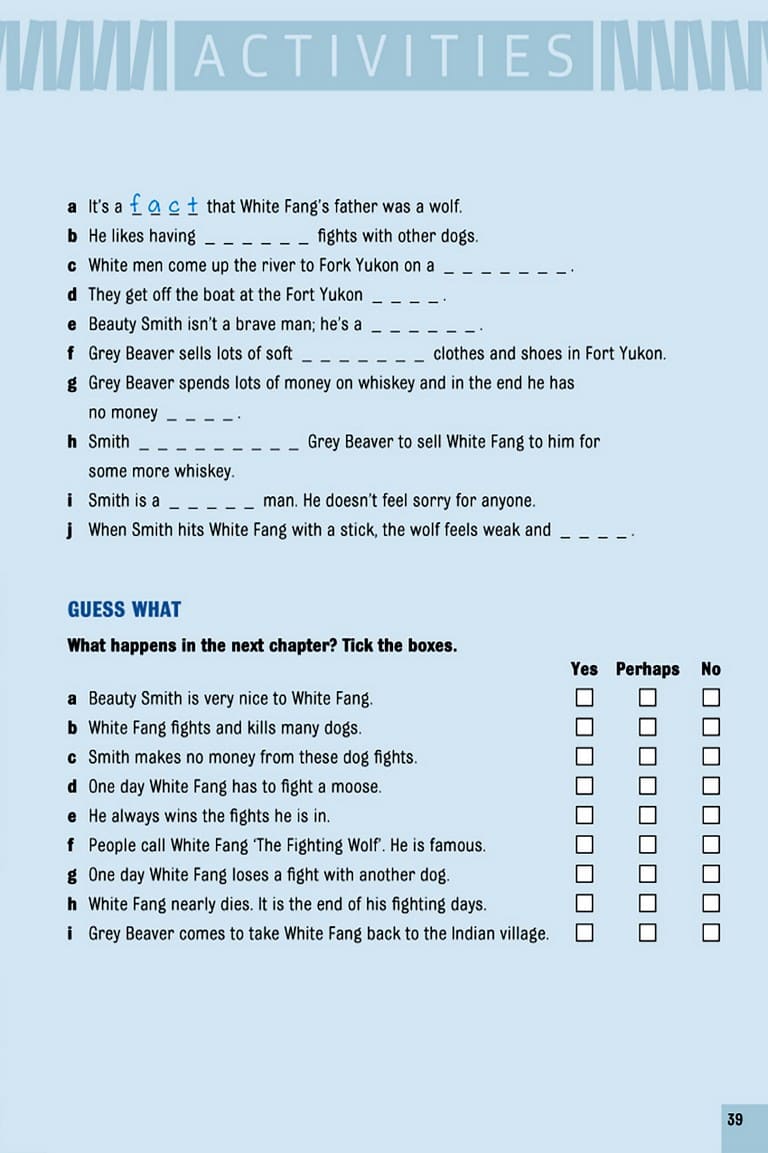 ACTIVITIES
a It's a f a c t that White Fang's father was a wolf.
b He likes having _ _ _ _ _ _ fights with other dogs.
c White men come up the river to Fork Yukon on a _ _ _ _ _ _ _.
d They get off the boat at the Fort Yukon _ _ _ _.
e Beauty Smith isn't a brave man; he's a _ _ _ _ _ _.
f Grey Beaver sells lots of soft _ _ _ _ _ _ _ clothes and shoes in Fort Yukon.
g Grey Beaver spends lots of money on whiskey and in the end he has
no money _ _ _ _.
h Smith _ _ _ _ _ _ _ _ _ Grey Beaver to sell White Fang to him for
some more whiskey.
i Smith is a _ _ _ _ _ man. He doesn't feel sorry for anyone.
j When Smith hits White Fang with a stick, the wolf feels weak and _ _ _ _.
GUESS WHAT
What happens in the next chapter? Tick the boxes.
Yes Perhaps No
a Beauty Smith is very nice to White Fang.
b White Fang fights and kills many dogs.
c Smith makes no money from these dog fights.
d One day White Fang has to fight a moose.
e He always wins the fights he is in.
f People call White Fang 'The Fighting Wolf'. He is famous.
g One day White Fang loses a fight with another dog.
h White Fang nearly dies. It is the end of his fighting days.
i Grey Beaver comes to take White Fang back to the Indian village.
39